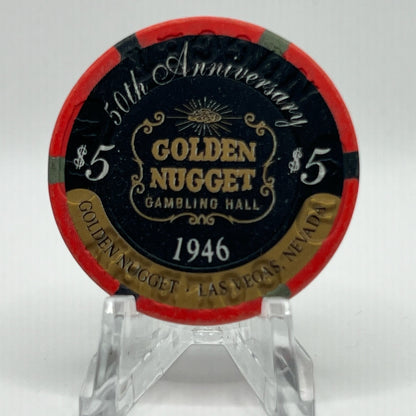 50th Anniversary
$5 $5
GOLDEN
NUGGET
GAMBLING HALL
1946
GOLDEN NUGGET · LAS VEGAS, NEVADA